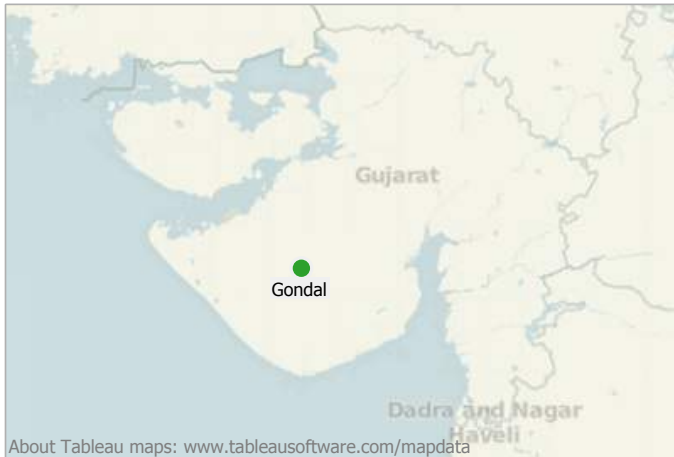 Gujarat
Gondal
Dadra and Nagar
Haveli
About Tableau maps: www.tableausoftware.com/mapdata